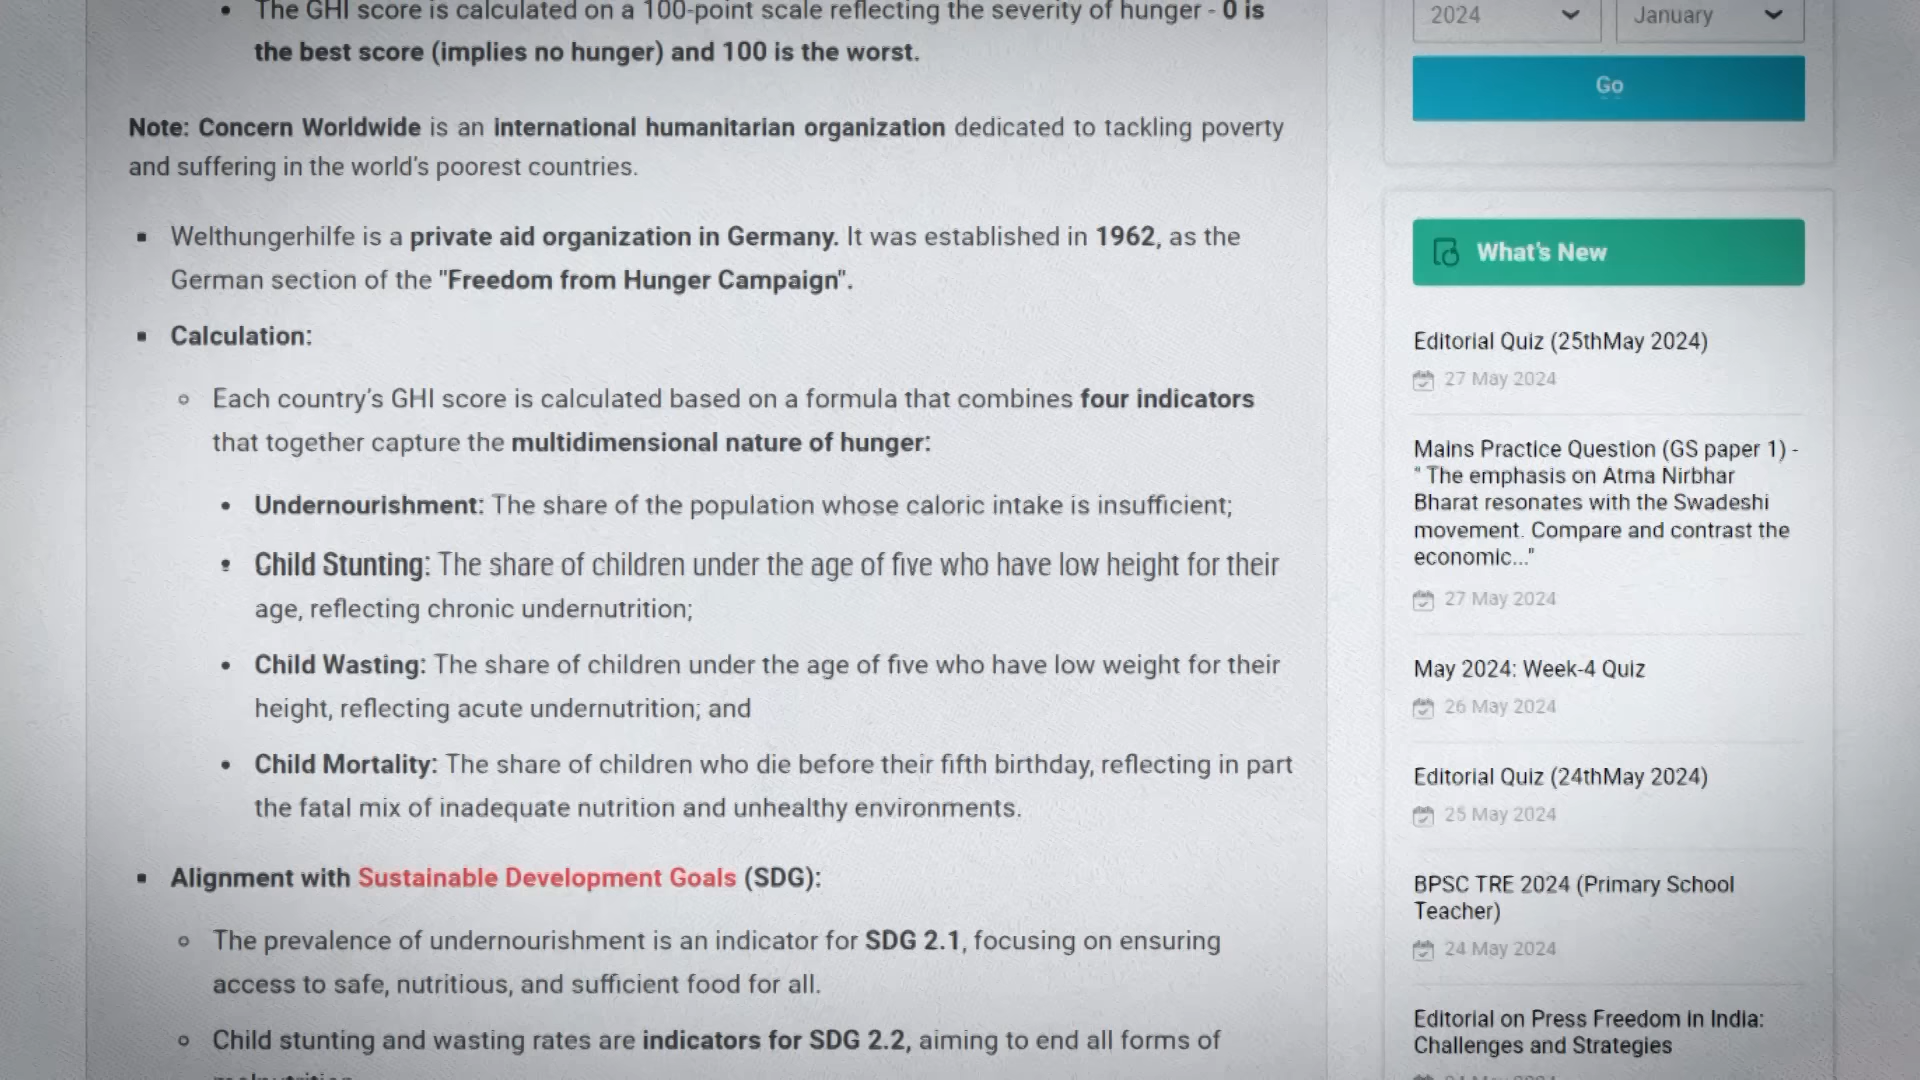 The GHI score is calculated on a 100-point scale reflecting the severity of hunger - 0 is
the best score (implies no hunger) and 100 is the worst.
Note: Concern Worldwide is an international humanitarian organization dedicated to tackling poverty
and suffering in the world's poorest countries.
Welthungerhilfe is a private aid organization in Germany. It was established in 1962, as the
German section of the "Freedom from Hunger Campaign".
Calculation:
Each country's GHI score is calculated based on a formula that combines four indicators
that together capture the multidimensional nature of hunger:
Undernourishment: The share of the population whose caloric intake is insufficient;
Child Stunting: The share of children under the age of five who have low height for their
age, reflecting chronic undernutrition;
Child Wasting: The share of children under the age of five who have low weight for their
height, reflecting acute undernutrition; and
Child Mortality: The share of children who die before their fifth birthday, reflecting in part
the fatal mix of inadequate nutrition and unhealthy environments.
Alignment with Sustainable Development Goals (SDG):
The prevalence of undernourishment is an indicator for SDG 2.1, focusing on ensuring
access to safe, nutritious, and sufficient food for all.
Child stunting and wasting rates are indicators for SDG 2.2, aiming to end all forms of
2024
January
Go
What's New
Editorial Quiz (25thMay 2024)
27 May 2024
Mains Practice Question (GS paper 1) -
" The emphasis on Atma Nirbhar
Bharat resonates with the Swadeshi
movement. Compare and contrast the
economic..."
27 May 2024
May 2024: Week-4 Quiz
26 May 2024
Editorial Quiz (24thMay 2024)
25 May 2024
BPSC TRE 2024 (Primary School
Teacher)
24 May 2024
Editorial on Press Freedom in India:
Challenges and Strategies